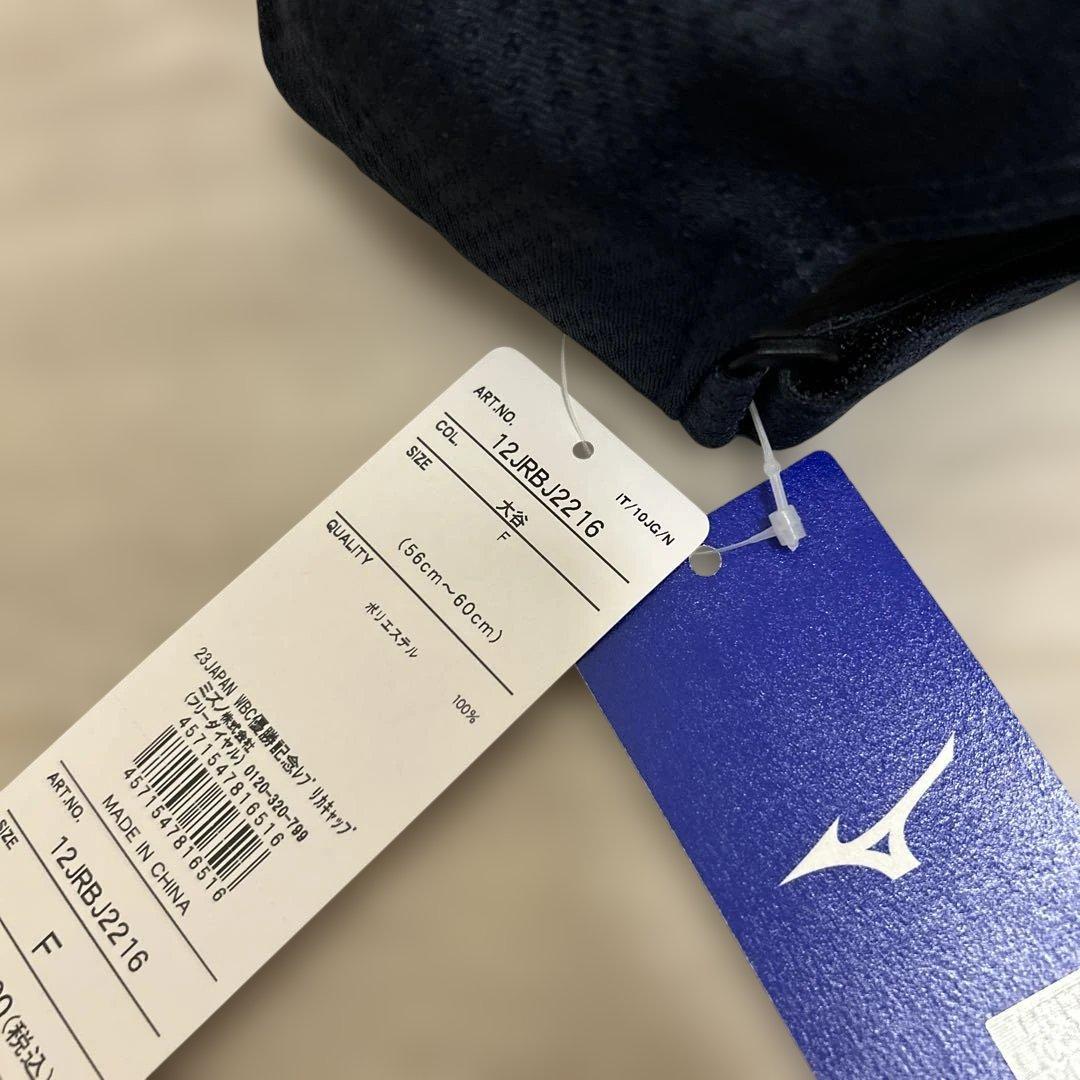 IT/10JG/N
ART.NO. 12JRBJ2216
COL. 大谷
SIZE F
(56cm～60cm)
QUALITY
ポリエステル 100%
23JAPAN WBC優勝記念レプリカキャップ
ミズノ株式会社
(フリーダイヤル) 0120-320-799
4571547816516
4571547816516
MADE IN CHINA
ART.NO. 12JRBJ2216
SIZE F
(税込)